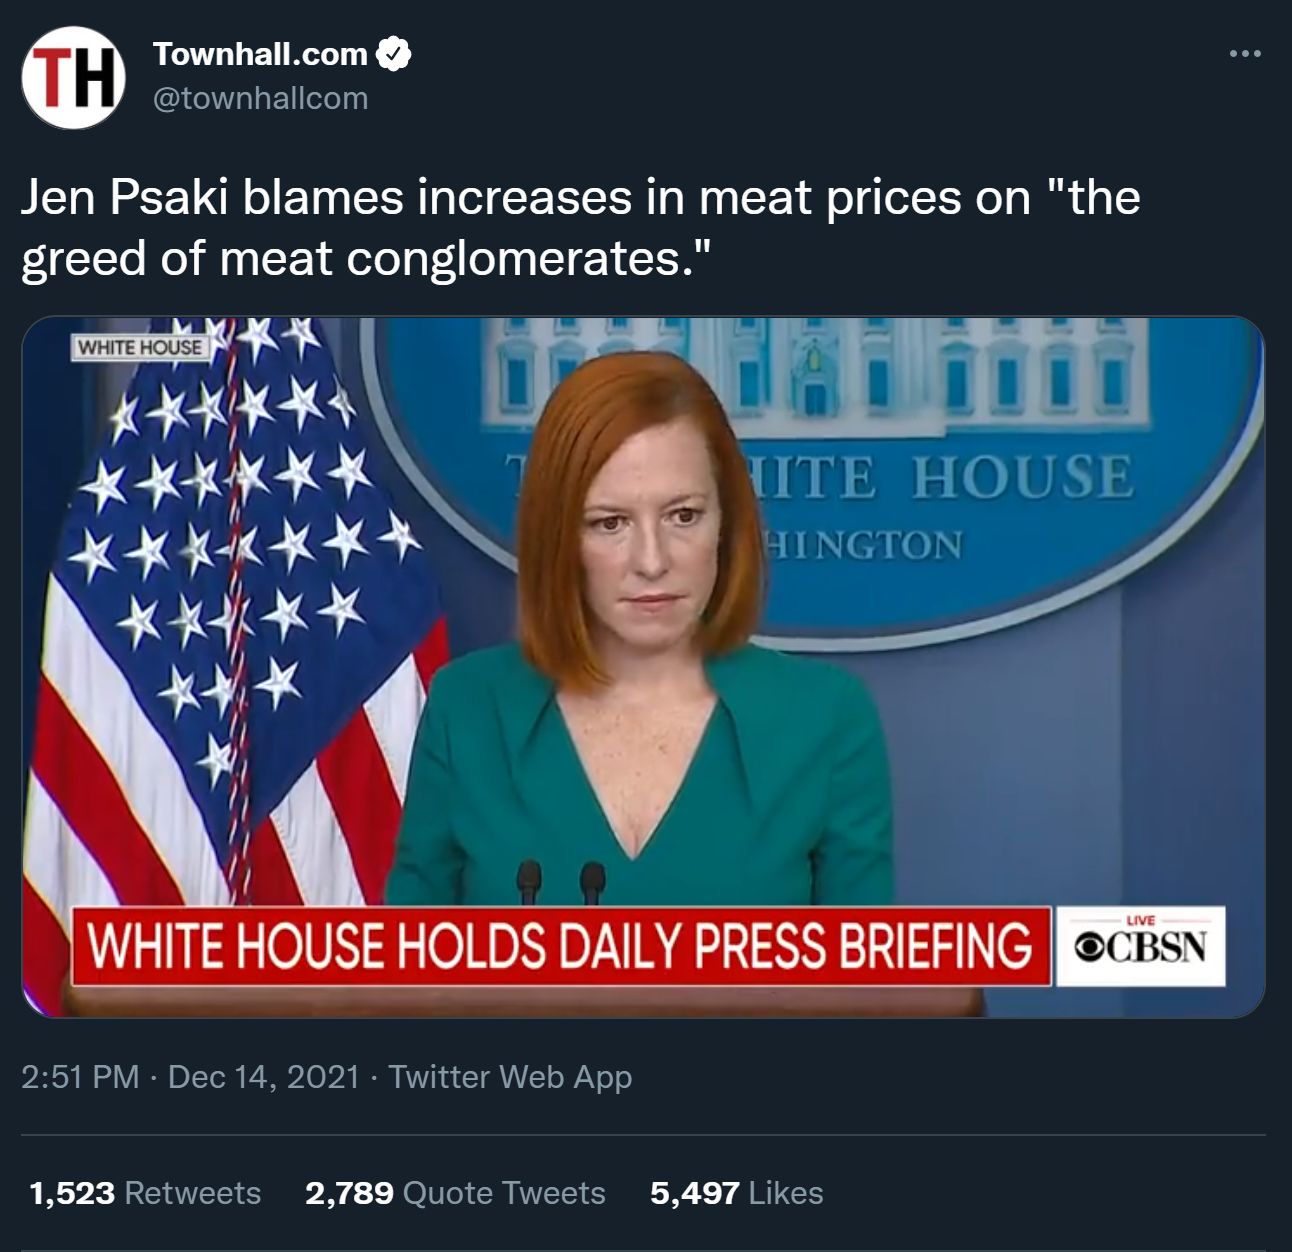 TH
Townhall.com
@townhallcom
Jen Psaki blames increases in meat prices on "the
greed of meat conglomerates."
WHITE HOUSE
ITE HOUSE
HINGTON
WHITE HOUSE HOLDS DAILY PRESS BRIEFING
LIVE
CBSN
2:51 PM · Dec 14, 2021 · Twitter Web App
1,523 Retweets 2,789 Quote Tweets 5,497 Likes